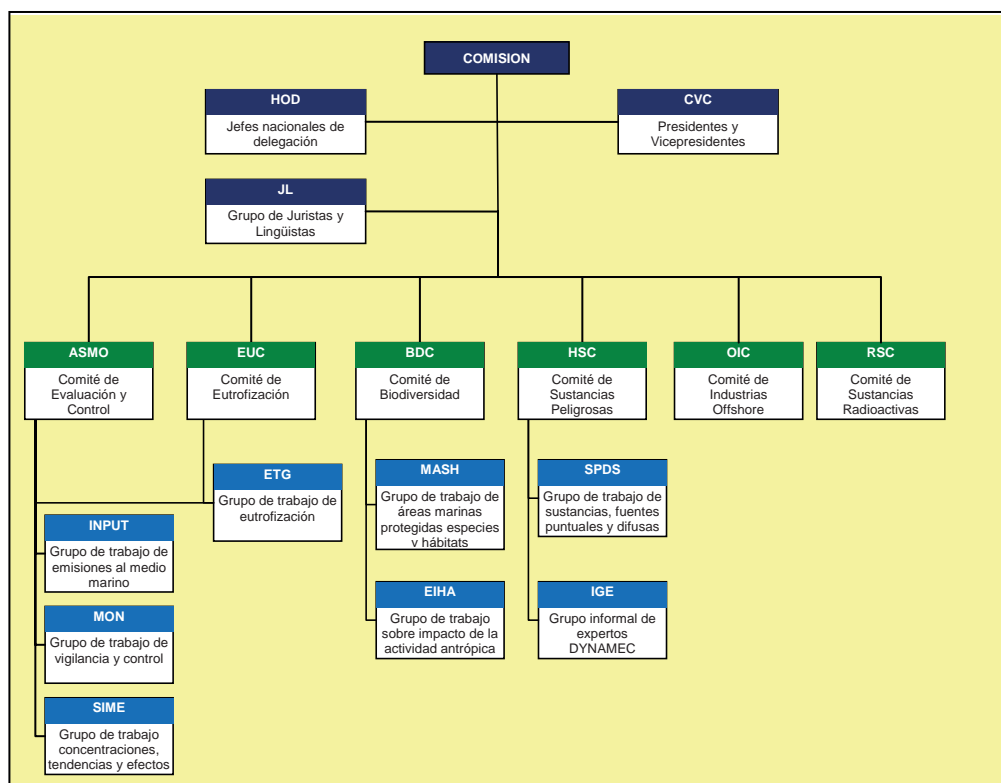 COMISION
HOD
Jefes nacionales de
delegación
CVC
Presidentes y
Vicepresidentes
JL
Grupo de Juristas y
Lingüistas
ASMO
Comité de
Evaluación y
Control
EUC
Comité de
Eutrofización
BDC
Comité de
Biodiversidad
HSC
Comité de
Sustancias
Peligrosas
OIC
Comité de
Industrias
Offshore
RSC
Comité de
Sustancias
Radioactivas
ETG
Grupo de trabajo de
eutrofización
MASH
Grupo de trabajo de
áreas marinas
protegidas especies
y hábitats
SPDS
Grupo de trabajo de
sustancias, fuentes
puntuales y difusas
INPUT
Grupo de trabajo de
emisiones al medio
marino
EIHA
Grupo de trabajo
sobre impacto de la
actividad antrópica
IGE
Grupo informal de
expertos
DYNAMEC
MON
Grupo de trabajo de
vigilancia y control
SIME
Grupo de trabajo
concentraciones,
tendencias y efectos